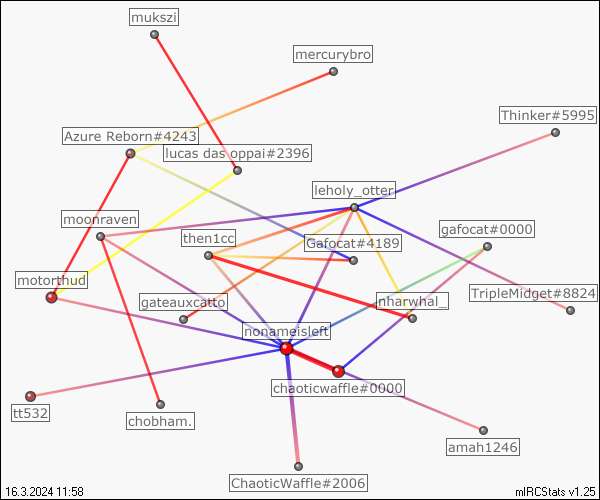 mukszi
mercurybro
Thinker#5995
Azure Reborn#4243
lucas das oppai#2396
leholy_otter
moonraven
then1cc
Gafocat#4189
gafocat#0000
motorthud
gateauxcatto
nharwhal_
TripleMidget#8824
nonameisleft
chaoticwaffle#0000
tt532
chobham.
amah1246
ChaoticWaffle#2006
16.3.2024 11:58
mIRCStats v1.25